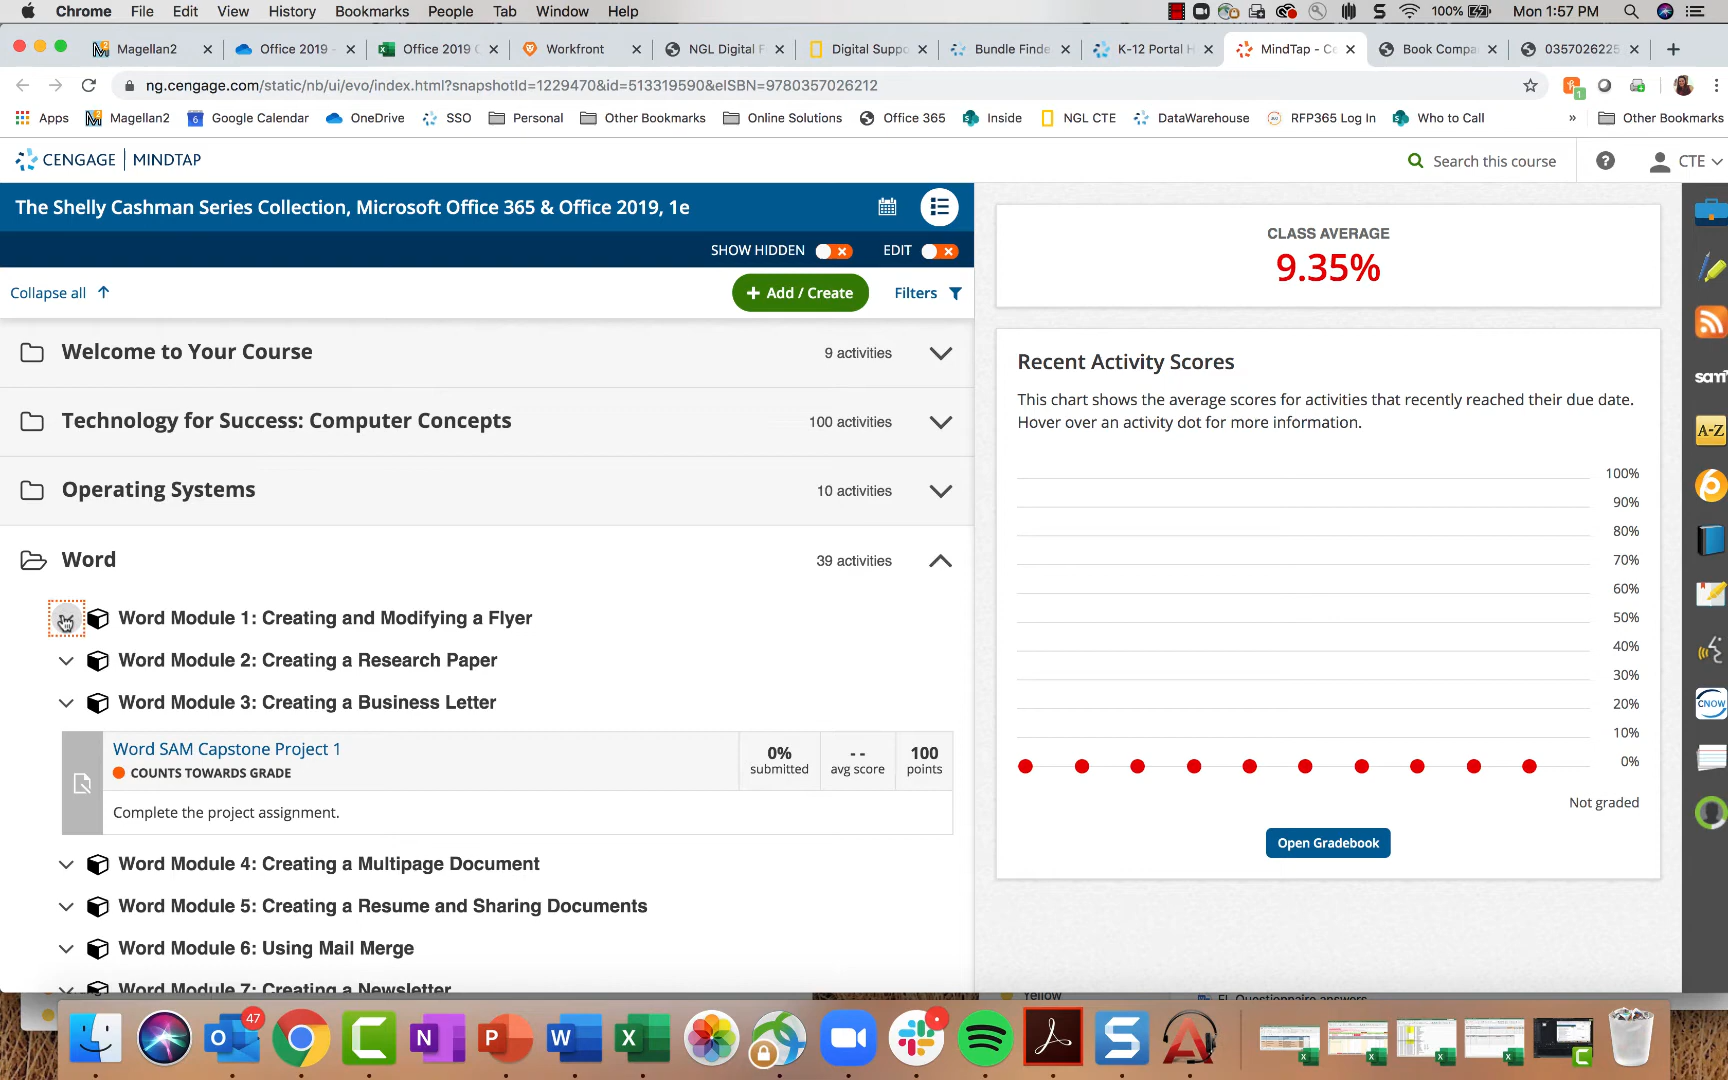 Chrome File Edit View History Bookmarks People Tab Window Help S 100% Mon 1:57 PM
Magellan2 Office 2019 - Office 2019 C Workfront NGL Digital F Digital Suppo Bundle Finde K-12 Portal H MindTap - Co Book Compa 0357026225
ng.cengage.com/static/nb/ui/evo/index.html?snapshotId=1229470&id=513319590&eISBN=9780357026212
1
Apps Magellan2 Google Calendar OneDrive SSO Personal Other Bookmarks Online Solutions Office 365 Inside NGL CTE DataWarehouse RFP365 Log In Who to Call » Other Bookmarks
CENGAGE | MINDTAP
Search this course
CTE
The Shelly Cashman Series Collection, Microsoft Office 365 & Office 2019, 1e
SHOW HIDDEN EDIT
Collapse all
+ Add / Create
Filters
Welcome to Your Course 9 activities
Technology for Success: Computer Concepts 100 activities
Operating Systems 10 activities
Word 39 activities
Word Module 1: Creating and Modifying a Flyer
Word Module 2: Creating a Research Paper
Word Module 3: Creating a Business Letter
Word SAM Capstone Project 1
COUNTS TOWARDS GRADE
0% submitted
- - avg score
100 points
Complete the project assignment.
Word Module 4: Creating a Multipage Document
Word Module 5: Creating a Resume and Sharing Documents
Word Module 6: Using Mail Merge
Word Module 7: Creating a Newsletter
CLASS AVERAGE
9.35%
Recent Activity Scores
This chart shows the average scores for activities that recently reached their due date.
Hover over an activity dot for more information.
100%
90%
80%
70%
60%
50%
40%
30%
20%
10%
0%
Not graded
Open Gradebook
sam
A-Z
CNOW
Yellow
FL Questionnaire answers
47
O
N
P
W
X
S